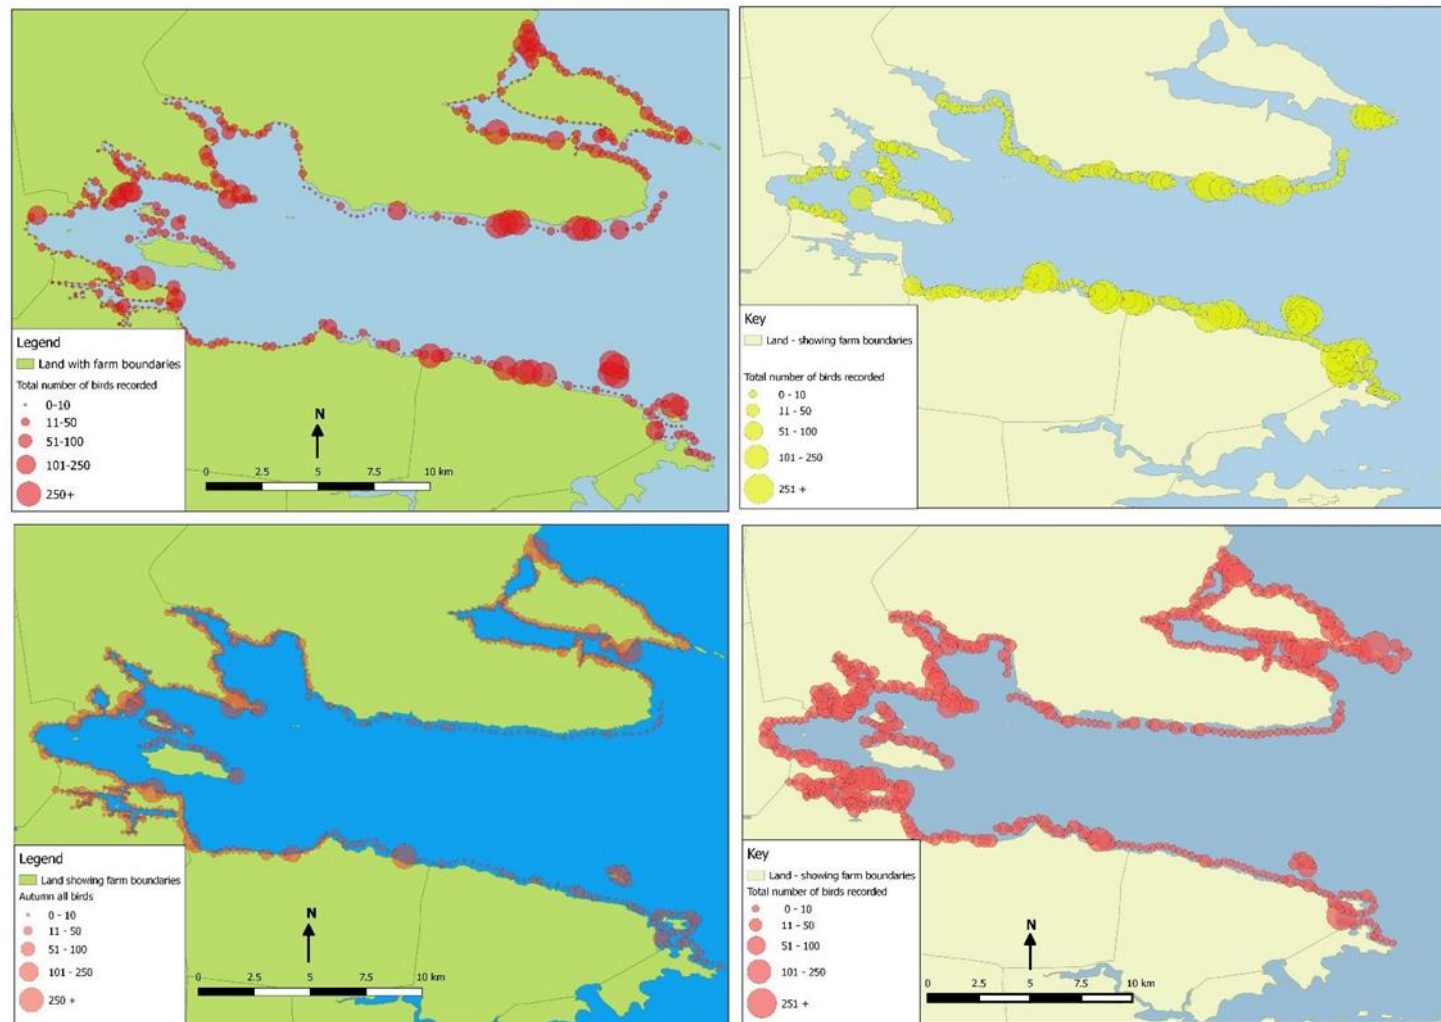 Legend
Land with farm boundaries
Total number of birds recorded
0-10
11-50
51-100
101-250
250+
N
0 2.5 5 7.5 10 km
Key
Land - showing farm boundaries
Total number of birds recorded
0 - 10
11 - 50
51 - 100
101 - 250
251 +
Legend
Land showing farm boundaries
Autumn all birds
0 - 10
11 - 50
51 - 100
101 - 250
250 +
N
0 2.5 5 7.5 10 km
Key
Land - showing farm boundaries
Total number of birds recorded
0 - 10
11 - 50
51 - 100
101 - 250
251 +
N
0 2.5 5 7.5 10 km